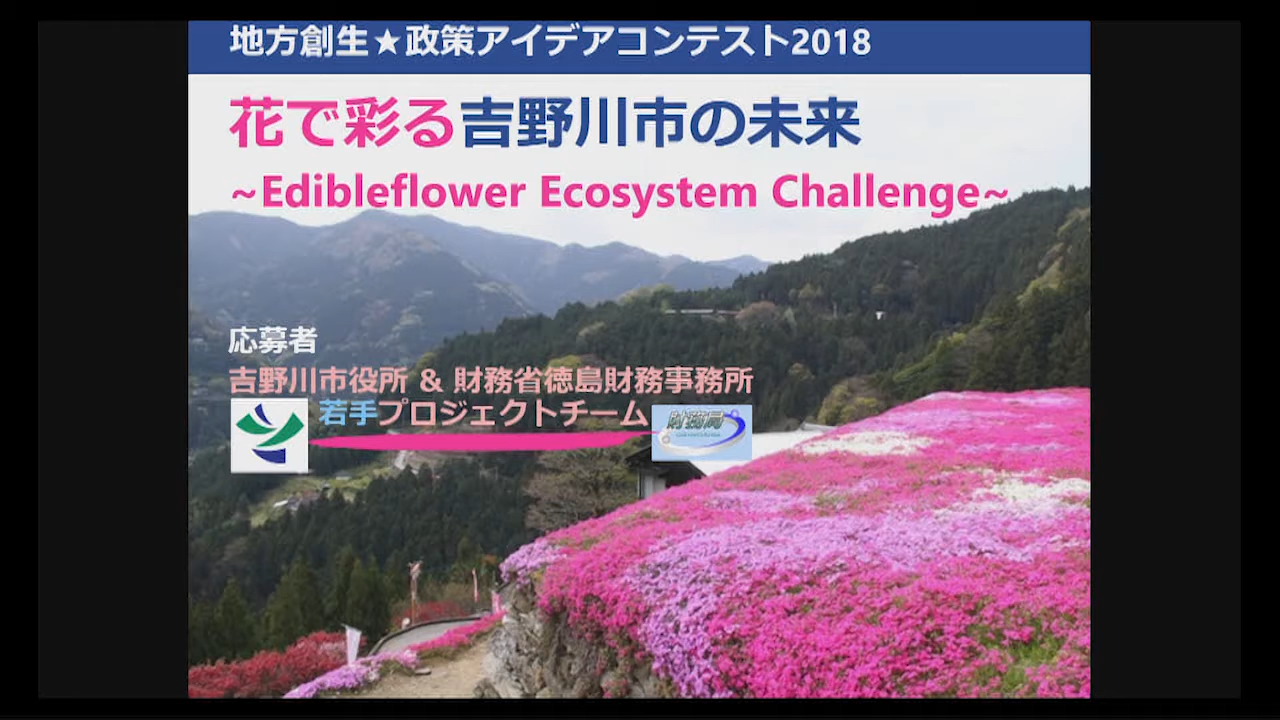 地方創生★政策アイデアコンテスト2018
花で彩る吉野川市の未来
~Edibleflower Ecosystem Challenge~
応募者
吉野川市役所 & 財務省徳島財務事務所
若手プロジェクトチーム
財務局